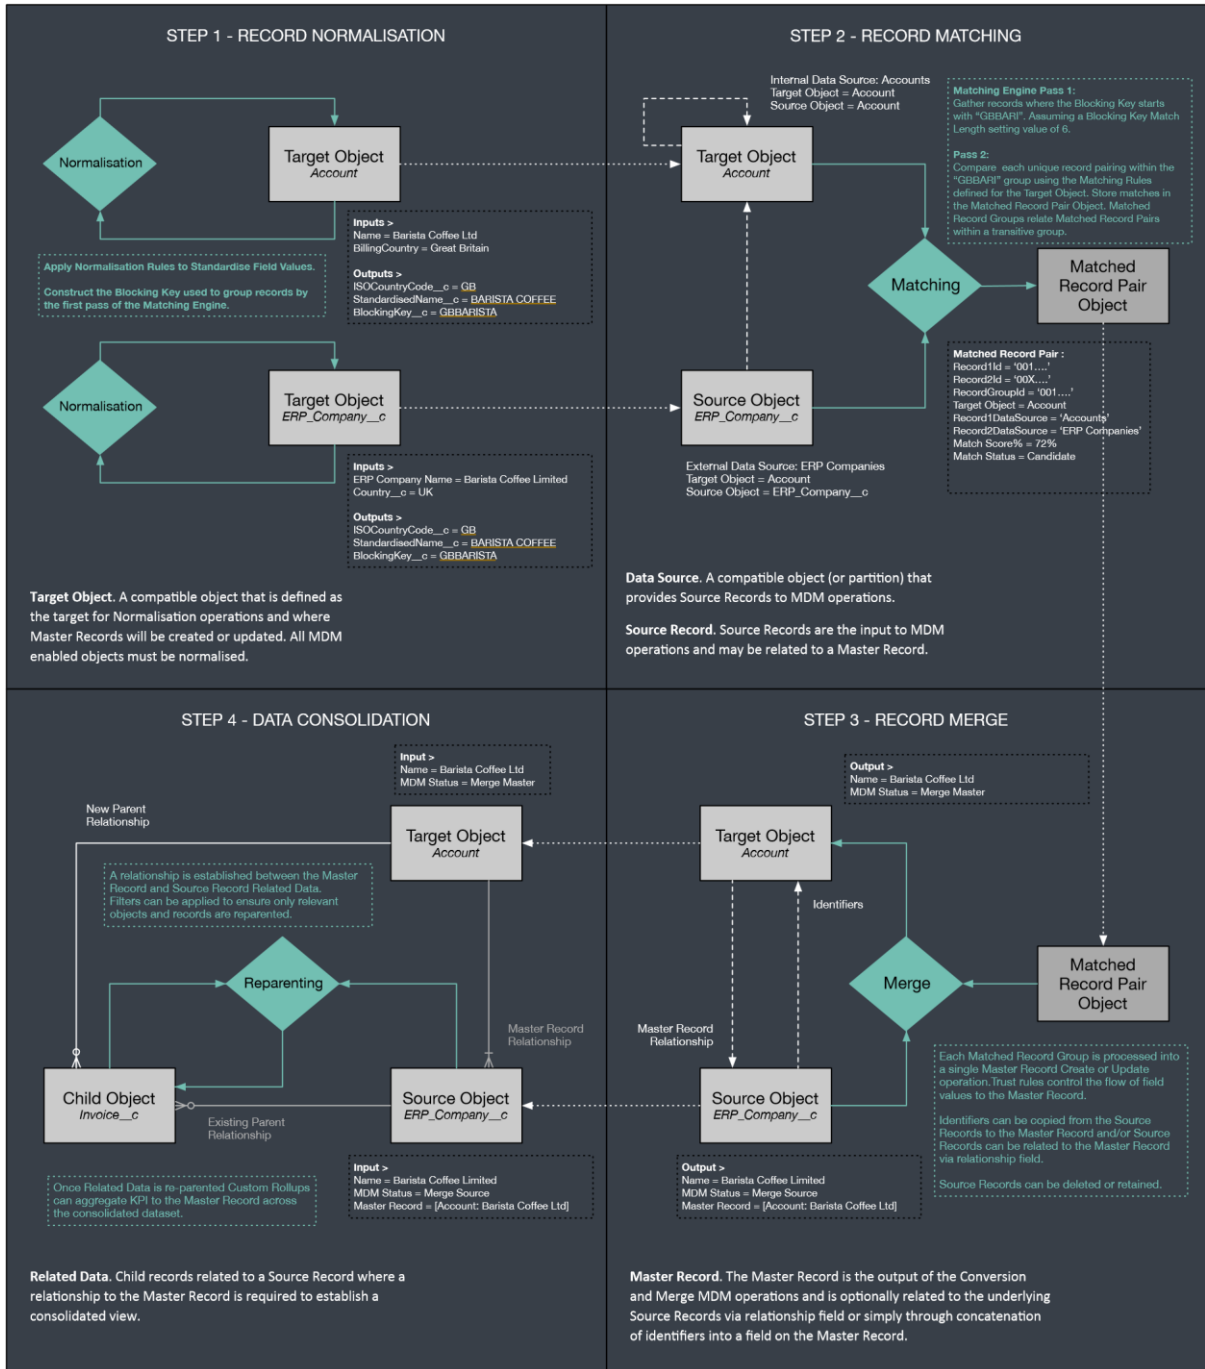 STEP 1 - RECORD NORMALISATION
Normalisation
Target Object
Account
Inputs >
Name = Barista Coffee Ltd
BillingCountry = Great Britain
Outputs >
ISOCountryCode__c = GB
StandardisedName__c = BARISTA COFFEE
BlockingKey__c = GBBARISTA
Apply Normalisation Rules to Standardise Field Values.
Construct the Blocking Key used to group records by
the first pass of the Matching Engine.
Normalisation
Target Object
ERP_Company__c
Inputs >
ERP Company Name = Barista Coffee Limited
Country__c = UK
Outputs >
ISOCountryCode__c = GB
StandardisedName__c = BARISTA COFFEE
BlockingKey__c = GBBARISTA
Target Object. A compatible object that is defined as
the target for Normalisation operations and where
Master Records will be created or updated. All MDM
enabled objects must be normalised.
STEP 2 - RECORD MATCHING
Internal Data Source: Accounts
Target Object = Account
Source Object = Account
Matching Engine Pass 1:
Gather records where the Blocking Key starts
with “GBBARI”. Assuming a Blocking Key Match
Length setting value of 6.
Pass 2:
Compare each unique record pairing within the
“GBBARI” group using the Matching Rules
defined for the Target Object. Store matches in
the Matched Record Pair Object. Matched
Record Groups relate Matched Record Pairs
within a transitive group.
Target Object
Account
Matching
Matched
Record Pair
Object
Source Object
ERP_Company__c
Matched Record Pair :
Record1Id = ‘001....’
Record2Id = ‘00X....’
RecordGroupId = ‘001....’
Target Object = Account
Record1DataSource = ‘Accounts’
Record2DataSource = ‘ERP Companies’
Match Score% = 72%
Match Status = Candidate
External Data Source: ERP Companies
Target Object = Account
Source Object = ERP_Company__c
Data Source. A compatible object (or partition) that
provides Source Records to MDM operations.
Source Record. Source Records are the input to MDM
operations and may be related to a Master Record.
STEP 4 - DATA CONSOLIDATION
Input >
Name = Barista Coffee Ltd
MDM Status = Merge Master
New Parent
Relationship
Target Object
Account
A relationship is established between the Master
Record and Source Record Related Data.
Filters can be applied to ensure only relevant
objects and records are reparented.
Reparenting
Master Record
Relationship
Child Object
Invoice__c
Existing Parent
Relationship
Source Object
ERP_Company__c
Once Related Data is re-parented Custom Rollups
can aggregate KPI to the Master Record across
the consolidated dataset.
Input >
Name = Barista Coffee Limited
MDM Status = Merge Source
Master Record = [Account: Barista Coffee Ltd]
Related Data. Child records related to a Source Record where a
relationship to the Master Record is required to establish a
consolidated view.
STEP 3 - RECORD MERGE
Output >
Name = Barista Coffee Ltd
MDM Status = Merge Master
Target Object
Account
Identifiers
Merge
Matched
Record Pair
Object
Master Record
Relationship
Source Object
ERP_Company__c
Each Matched Record Group is processed into
a single Master Record Create or Update
operation.Trust rules control the flow of field
values to the Master Record.
Identifiers can be copied from the Source
Records to the Master Record and/or Source
Records can be related to the Master Record
via relationship field.
Source Records can be deleted or retained.
Output >
Name = Barista Coffee Limited
MDM Status = Merge Source
Master Record = [Account: Barista Coffee Ltd]
Master Record. The Master Record is the output of the Conversion
and Merge MDM operations and is optionally related to the underlying
Source Records via relationship field or simply through concatenation
of identifiers into a field on the Master Record.